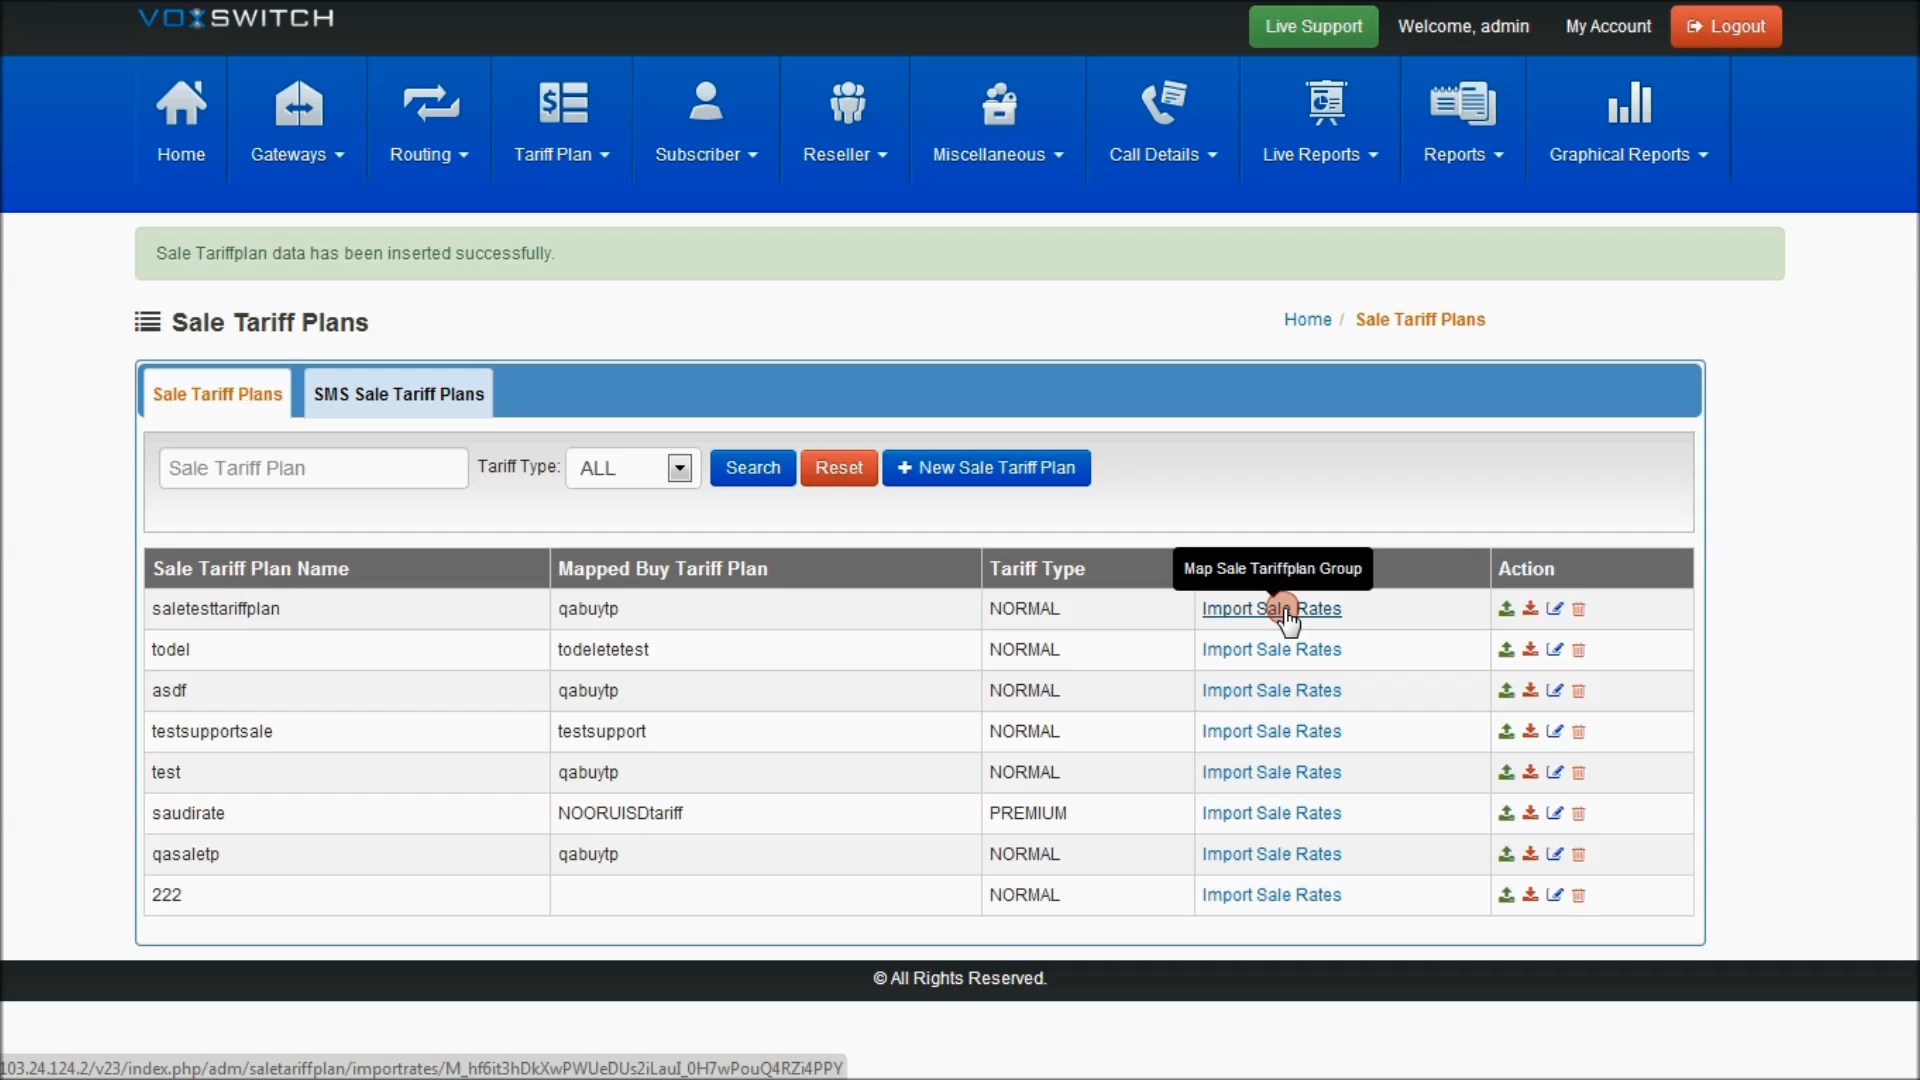 VOXSWITCH
Live Support
Welcome, admin
My Account
Logout
Home
Gateways
Routing
Tariff Plan
Subscriber
Reseller
Miscellaneous
Call Details
Live Reports
Reports
Graphical Reports
Sale Tariffplan data has been inserted successfully.
Sale Tariff Plans
Home / Sale Tariff Plans
Sale Tariff Plans
SMS Sale Tariff Plans
Sale Tariff Plan
Tariff Type:
ALL
Search
Reset
+ New Sale Tariff Plan
Sale Tariff Plan Name
Mapped Buy Tariff Plan
Tariff Type
Map Sale Tariffplan Group
Action
saletesttariffplan qabuytp NORMAL Import Sale Rates
todel todeletetest NORMAL Import Sale Rates
asdf qabuytp NORMAL Import Sale Rates
testsupportsale testsupport NORMAL Import Sale Rates
test qabuytp NORMAL Import Sale Rates
saudirate NOORUISDtariff PREMIUM Import Sale Rates
qasaletp qabuytp NORMAL Import Sale Rates
222 NORMAL Import Sale Rates
© All Rights Reserved.
103.24.124.2/v23/index.php/adm/saletariffplan/importrates/M_hf6it3hDkXwPWUeDUs2iLauI_0H7wPouQ4RZi4PPY